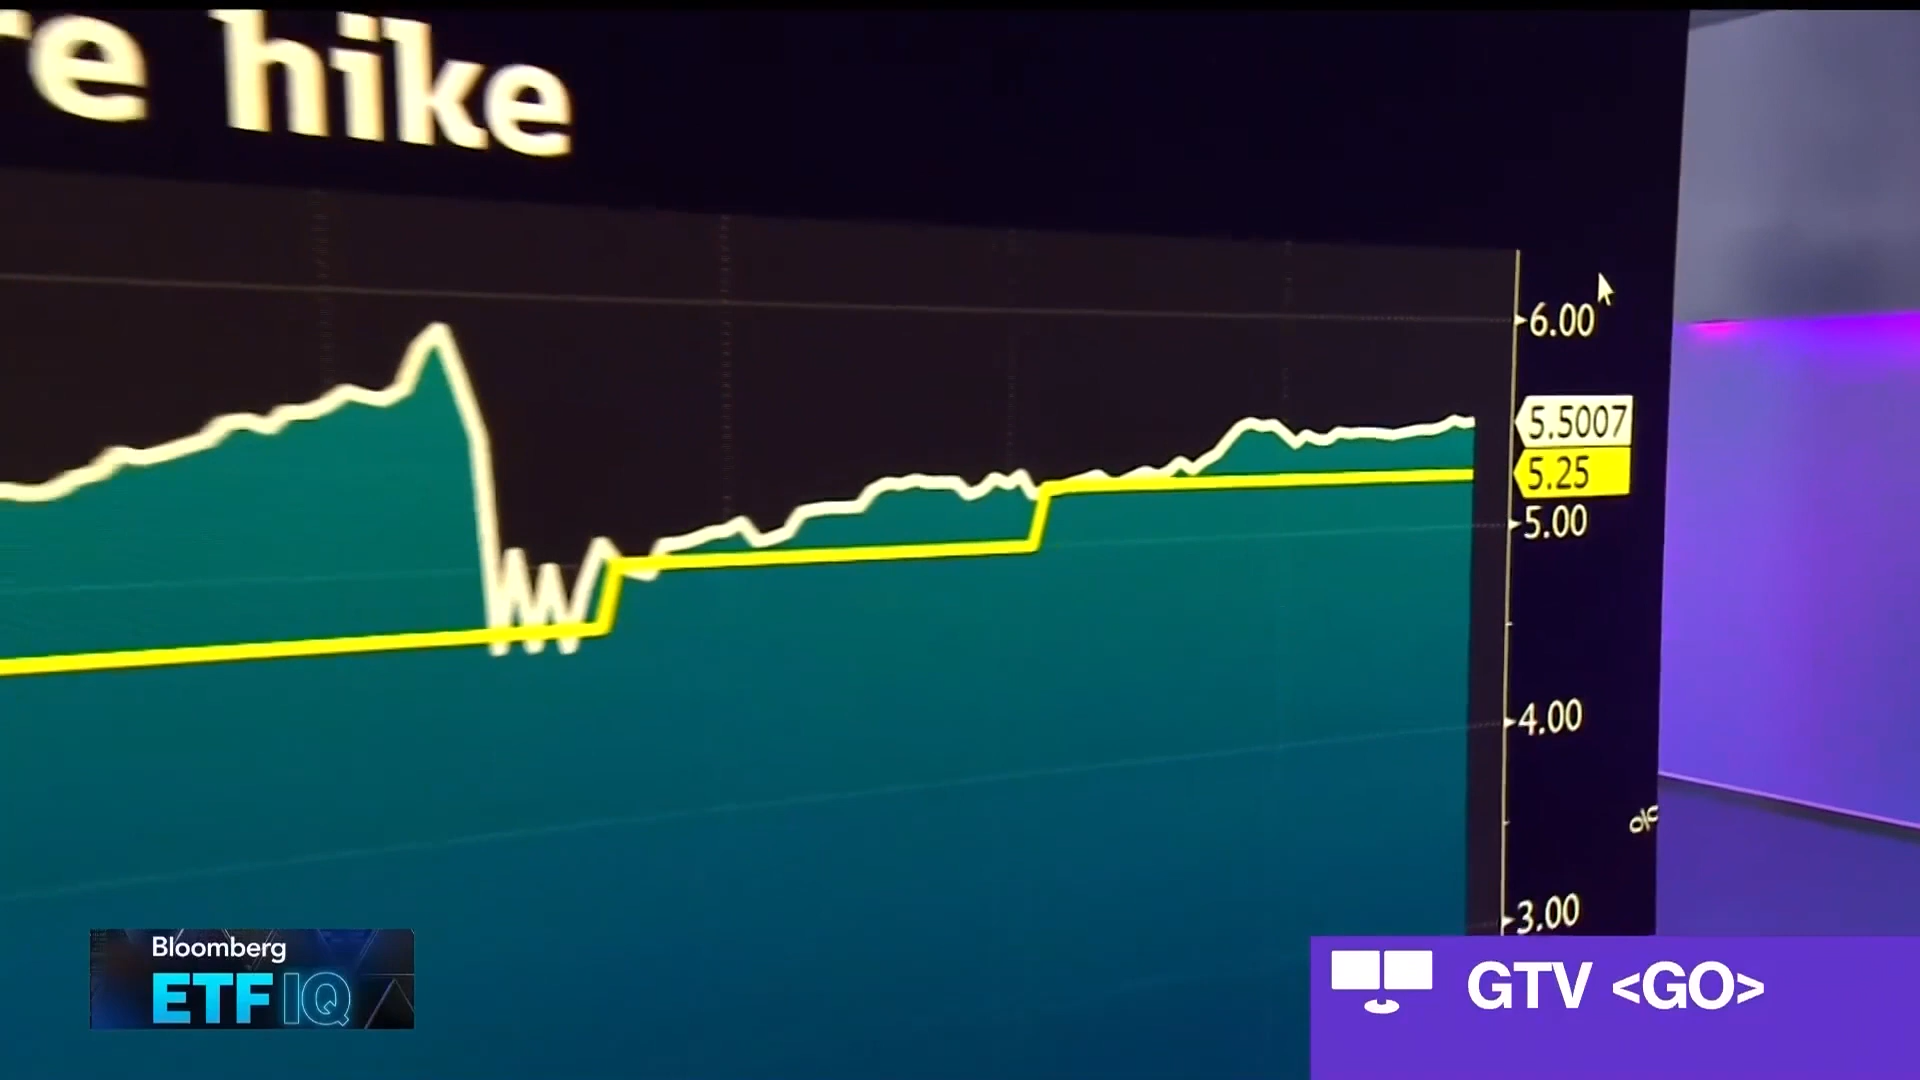 re hike
6.00
5.5007
5.25
5.00
4.00
%
3.00
Bloomberg
ETF IQ
GTV <GO>